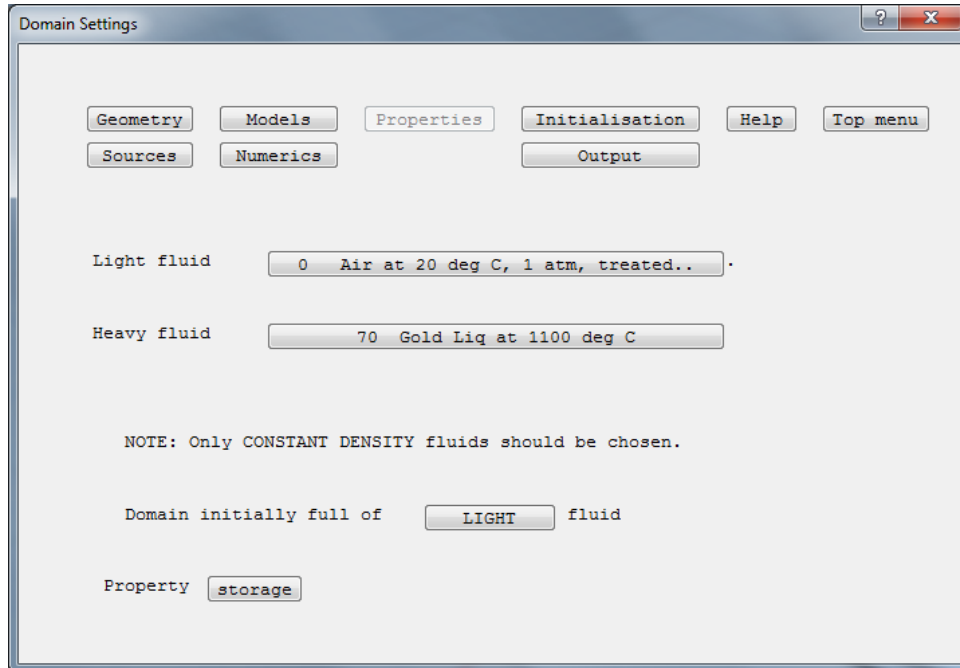 Domain Settings
Geometry Models Properties Initialisation Help Top menu
Sources Numerics Output
Light fluid 0 Air at 20 deg C, 1 atm, treated.. .
Heavy fluid 70 Gold Liq at 1100 deg C
NOTE: Only CONSTANT DENSITY fluids should be chosen.
Domain initially full of LIGHT fluid
Property storage